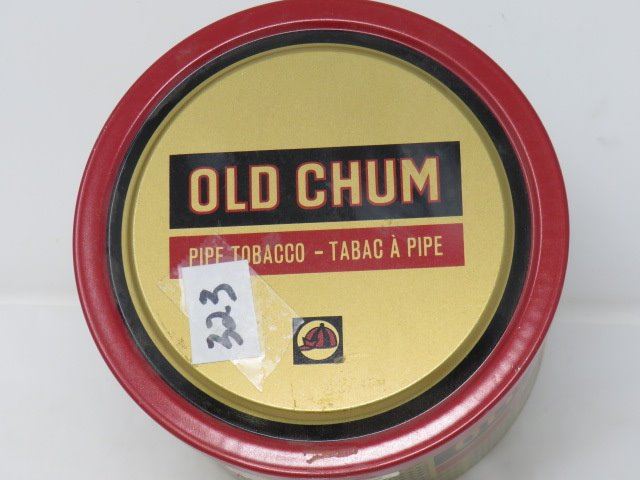 OLD CHUM
PIPE TOBACCO - TABAC À PIPE
323